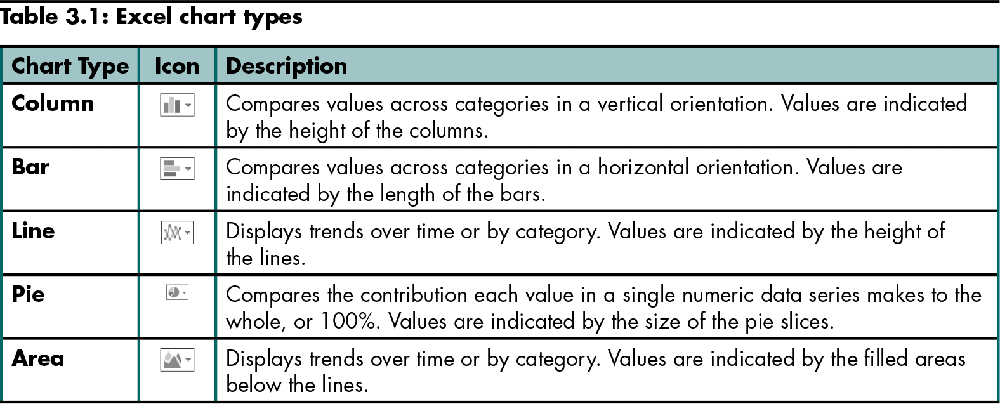 Table 3.1: Excel chart types
Chart Type Icon Description
Column Compares values across categories in a vertical orientation. Values are indicated
by the height of the columns.
Bar Compares values across categories in a horizontal orientation. Values are
indicated by the length of the bars.
Line Displays trends over time or by category. Values are indicated by the height of
the lines.
Pie Compares the contribution each value in a single numeric data series makes to the
whole, or 100%. Values are indicated by the size of the pie slices.
Area Displays trends over time or by category. Values are indicated by the filled areas
below the lines.